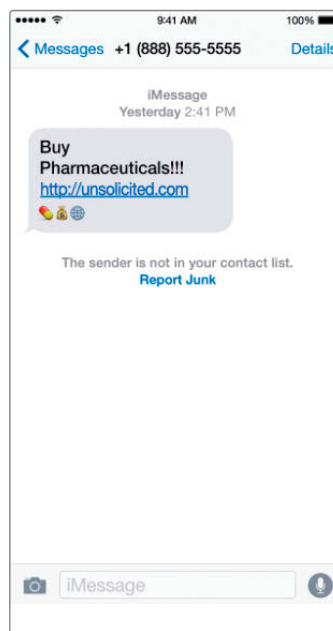 9:41 AM 100%
Messages +1 (888) 555-5555 Details
iMessage
Yesterday 2:41 PM
Buy
Pharmaceuticals!!!
http://unsolicited.com
The sender is not in your contact list.
Report Junk
iMessage